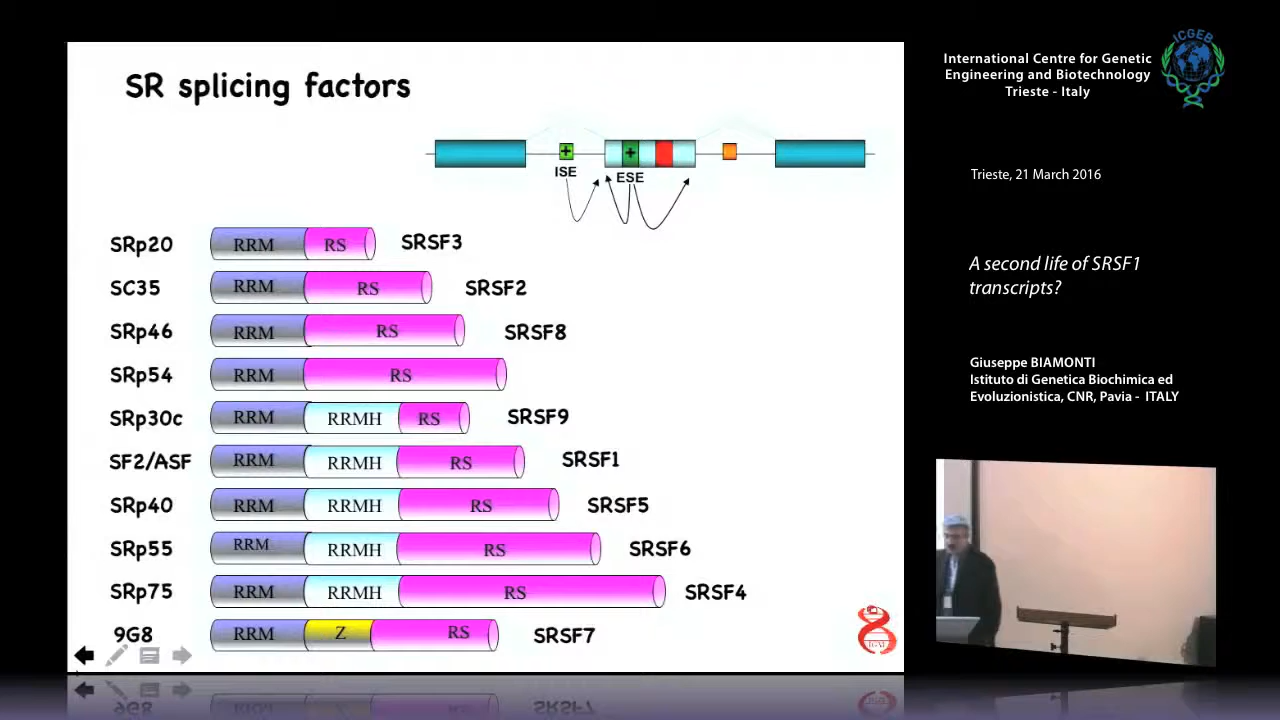 SR splicing factors
+
+
ISE
ESE
SRp20 RRM RS SRSF3
SC35 RRM RS SRSF2
SRp46 RRM RS SRSF8
SRp54 RRM RS
SRp30c RRM RRMH RS SRSF9
SF2/ASF RRM RRMH RS SRSF1
SRp40 RRM RRMH RS SRSF5
SRp55 RRM RRMH RS SRSF6
SRp75 RRM RRMH RS SRSF4
9G8 RRM Z RS SRSF7
ICGEB
International Centre for Genetic
Engineering and Biotechnology
Trieste - Italy
Trieste, 21 March 2016
A second life of SRSF1
transcripts?
Giuseppe BIAMONTI
Istituto di Genetica Biochimica ed
Evoluzionistica, CNR, Pavia - ITALY